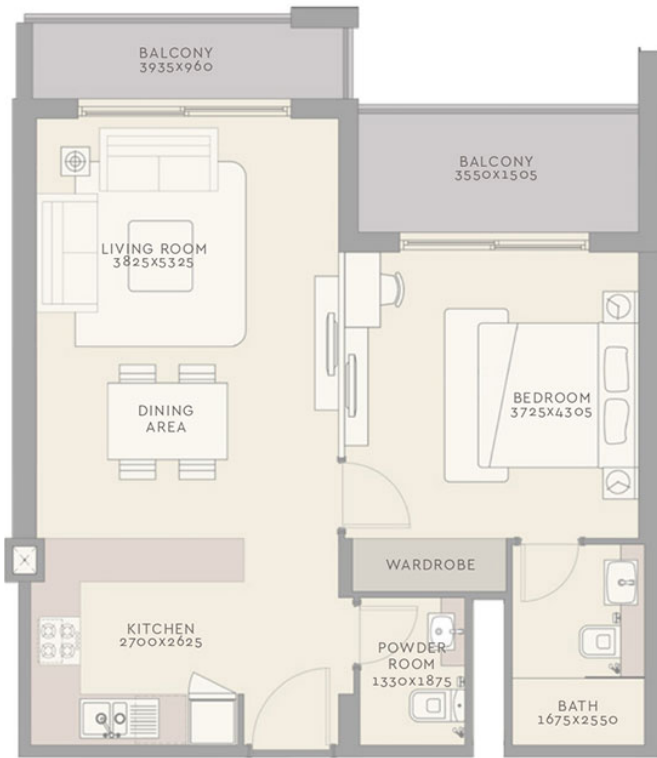 BALCONY
3935x960
BALCONY
3550x1505
LIVING ROOM
3825x5325
DINING
AREA
BEDROOM
3725x4305
WARDROBE
KITCHEN
2700x2625
POWDER
ROOM
1330x1875
BATH
1675x2550